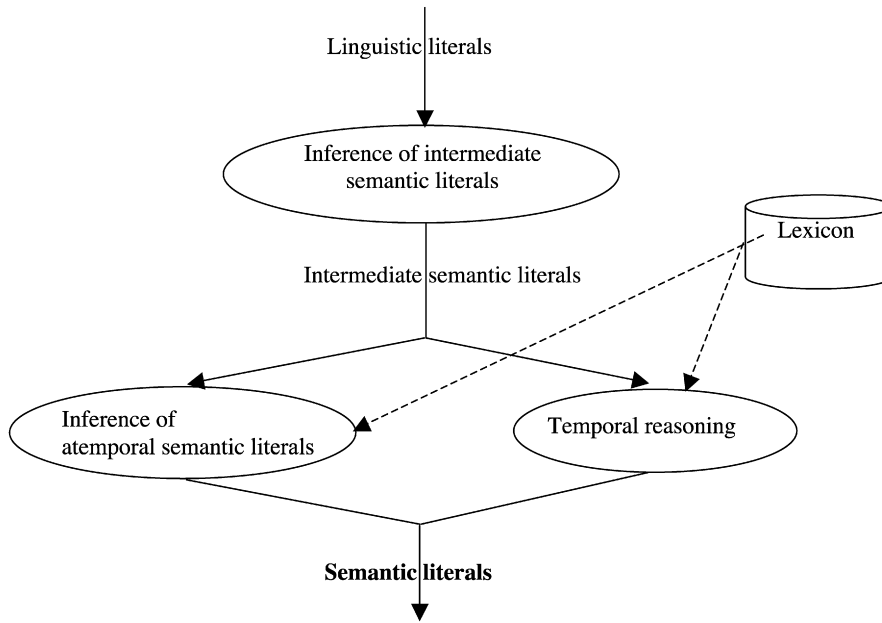 Linguistic literals
Inference of intermediate
semantic literals
Lexicon
Intermediate semantic literals
Inference of
atemporal semantic literals
Temporal reasoning
Semantic literals